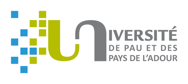 UNIVERSITÉ
DE PAU ET DES
PAYS DE L'ADOUR